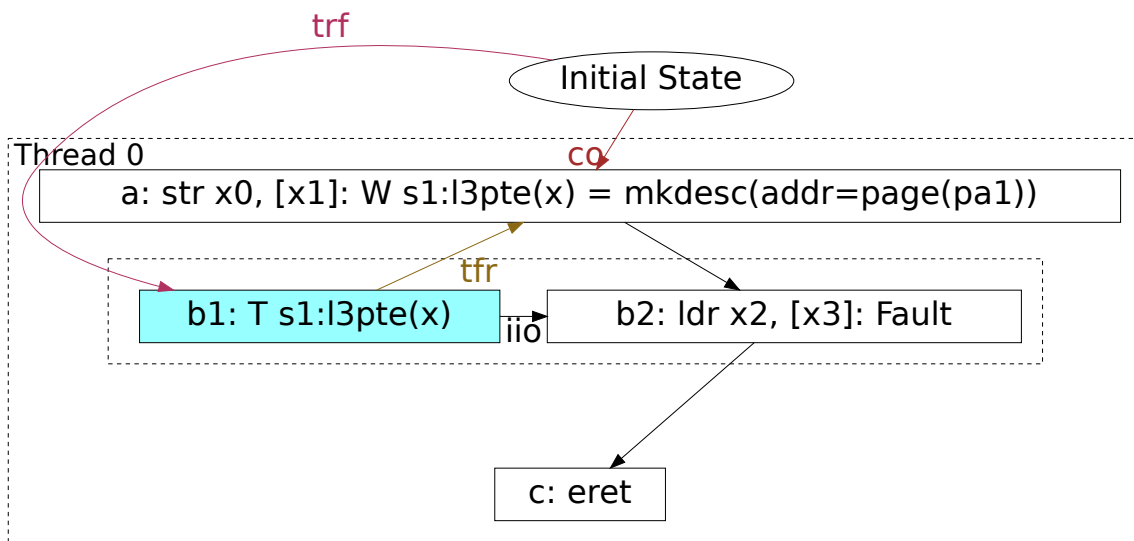 trf
Initial State
co
Thread 0
a: str x0, [x1]: W s1:l3pte(x) = mkdesc(addr=page(pa1))
tfr
b1: T s1:l3pte(x)
iio
b2: ldr x2, [x3]: Fault
c: eret